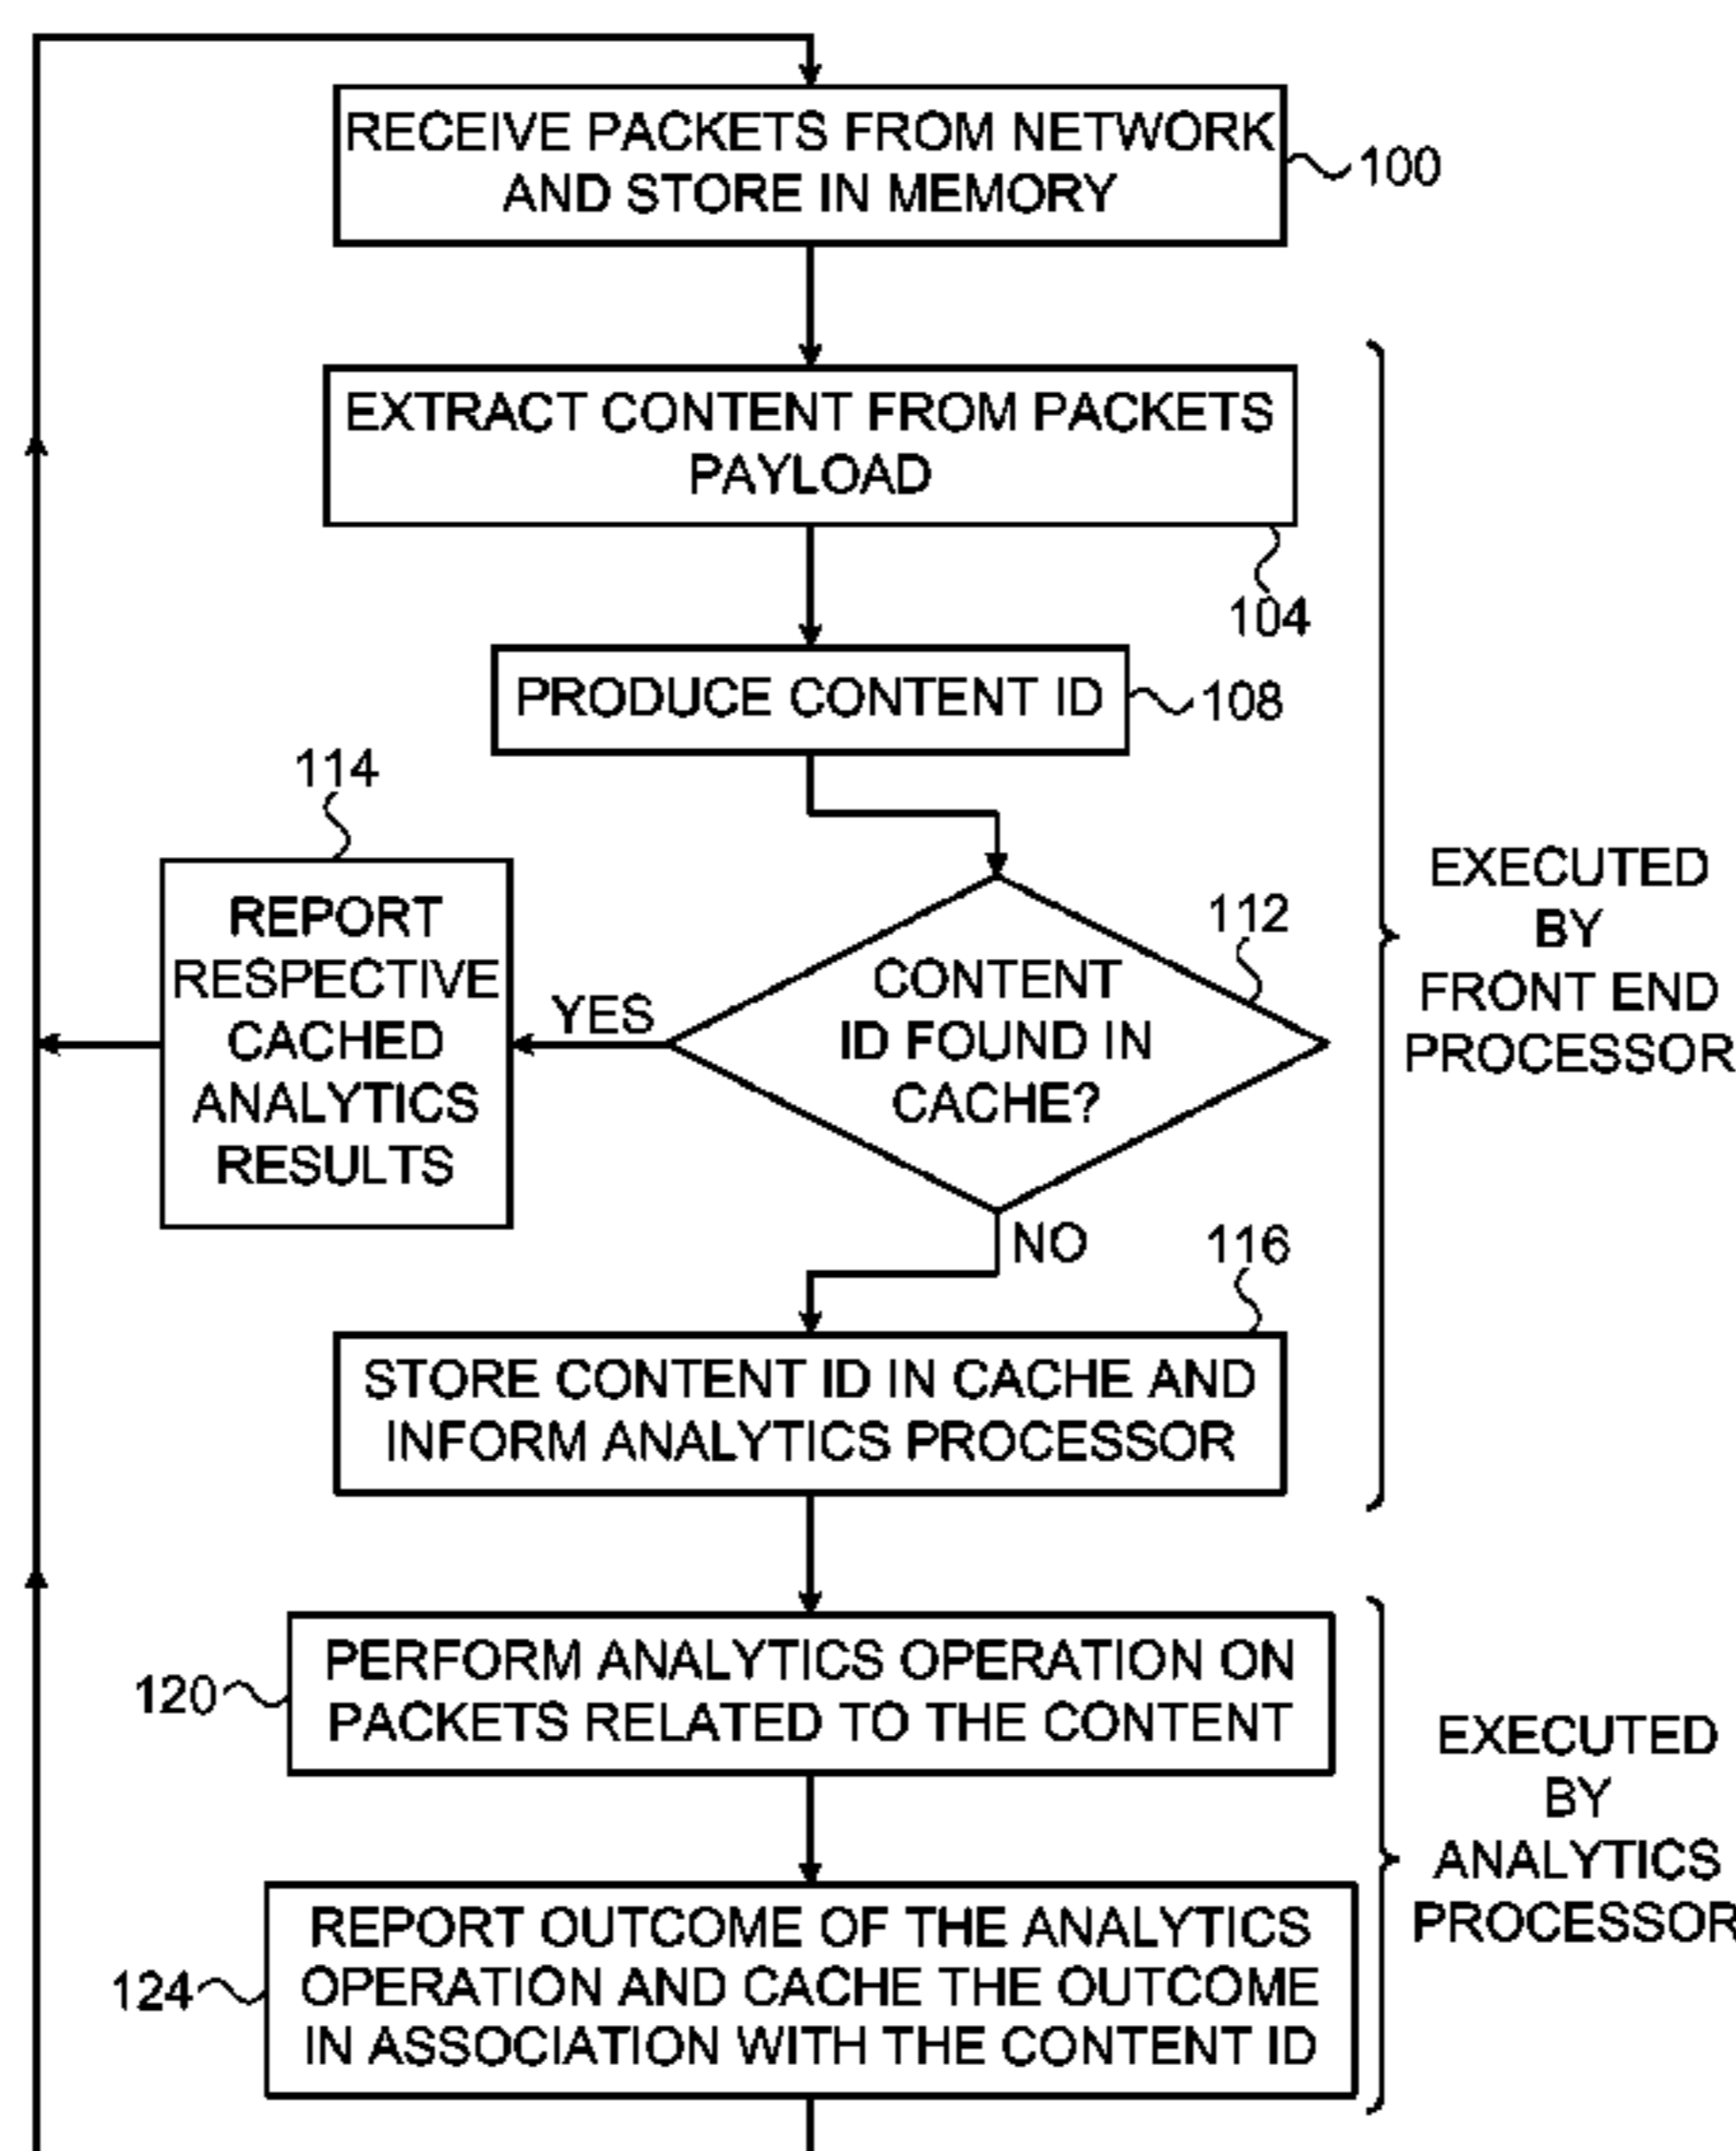 RECEIVE PACKETS FROM NETWORK
AND STORE IN MEMORY
100
EXTRACT CONTENT FROM PACKETS
PAYLOAD
104
PRODUCE CONTENT ID
108
114
REPORT
RESPECTIVE
CACHED
ANALYTICS
RESULTS
YES
112
CONTENT
ID FOUND IN
CACHE?
NO
EXECUTED
BY
FRONT END
PROCESSOR
116
STORE CONTENT ID IN CACHE AND
INFORM ANALYTICS PROCESSOR
120
PERFORM ANALYTICS OPERATION ON
PACKETS RELATED TO THE CONTENT
EXECUTED
BY
ANALYTICS
PROCESSOR
124
REPORT OUTCOME OF THE ANALYTICS
OPERATION AND CACHE THE OUTCOME
IN ASSOCIATION WITH THE CONTENT ID